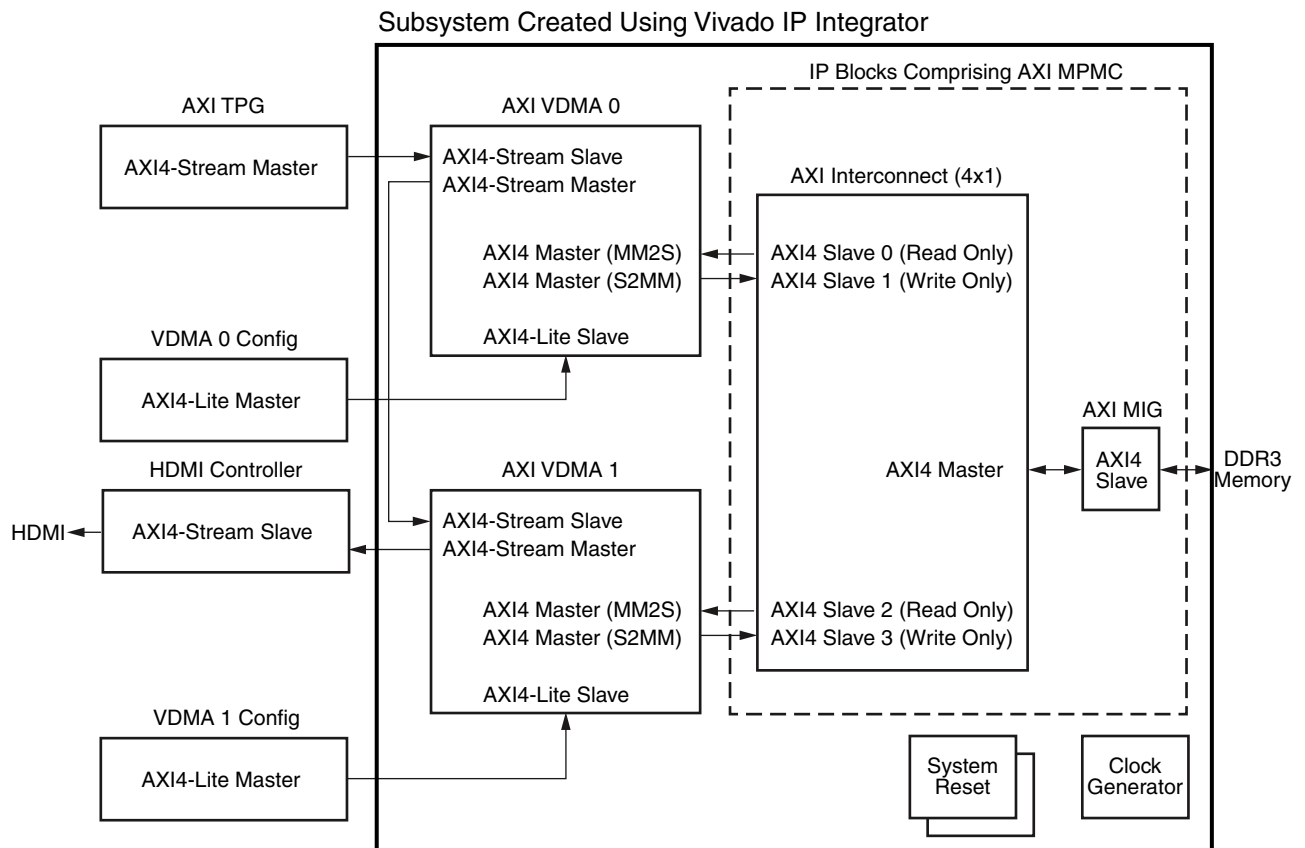 Subsystem Created Using Vivado IP Integrator
IP Blocks Comprising AXI MPMC
AXI TPG
AXI4-Stream Master
AXI VDMA 0
AXI4-Stream Slave
AXI4-Stream Master
AXI4 Master (MM2S)
AXI4 Master (S2MM)
AXI4-Lite Slave
AXI Interconnect (4x1)
AXI4 Slave 0 (Read Only)
AXI4 Slave 1 (Write Only)
AXI4 Master
AXI4 Slave 2 (Read Only)
AXI4 Slave 3 (Write Only)
VDMA 0 Config
AXI4-Lite Master
AXI MIG
AXI4
Slave
DDR3
Memory
HDMI Controller
HDMI
AXI4-Stream Slave
AXI VDMA 1
AXI4-Stream Slave
AXI4-Stream Master
AXI4 Master (MM2S)
AXI4 Master (S2MM)
AXI4-Lite Slave
VDMA 1 Config
AXI4-Lite Master
System
Reset
Clock
Generator